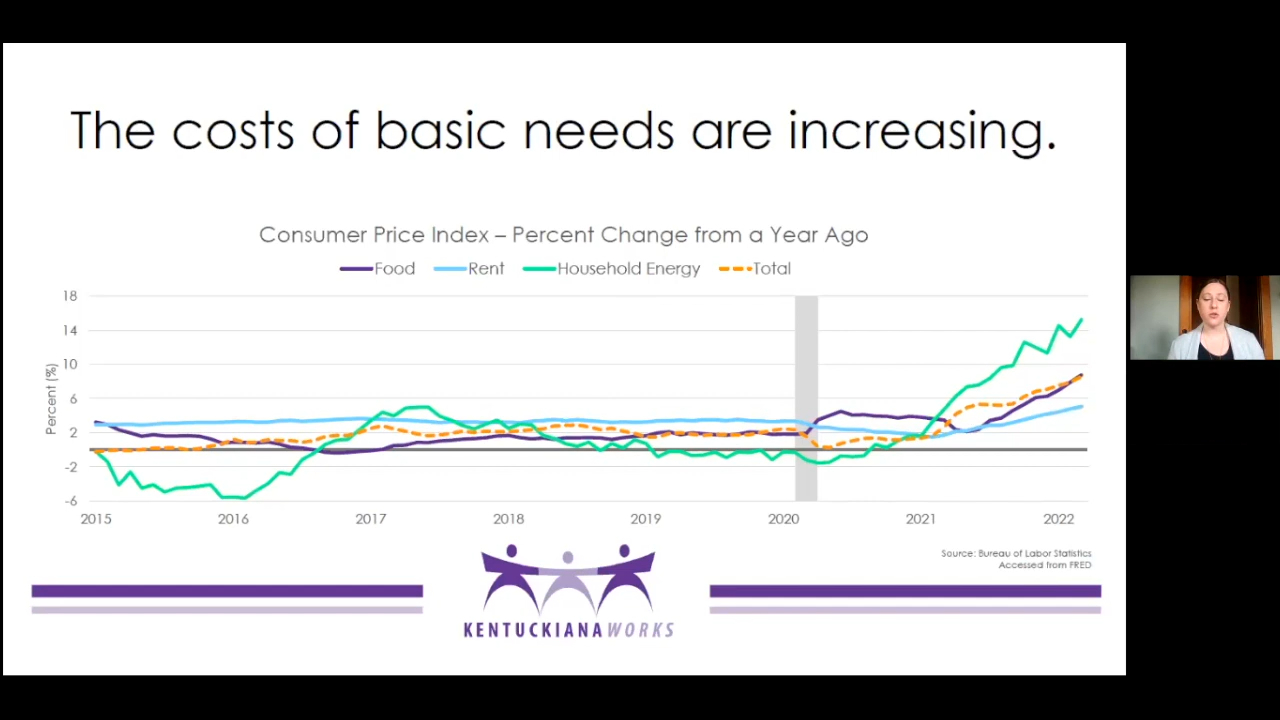 The costs of basic needs are increasing.
Consumer Price Index – Percent Change from a Year Ago
Food Rent Household Energy Total
18
14
10
6
2
-2
-6
Percent (%)
2015 2016 2017 2018 2019 2020 2021 2022
Source: Bureau of Labor Statistics
Accessed from FRED
KENTUCKIANAWORKS